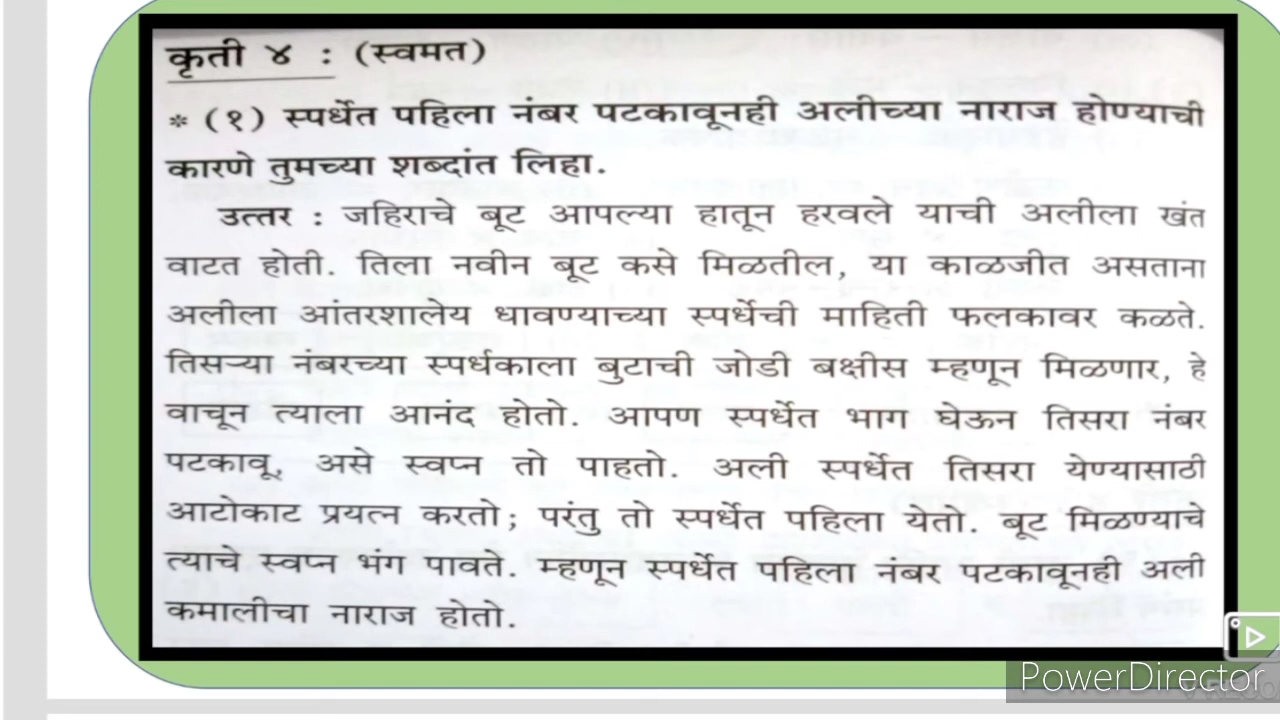 कृती ४ : (स्वमत)
* (१) स्पर्धेत पहिला नंबर पटकावूनही अलीच्या नाराज होण्याची
कारणे तुमच्या शब्दांत लिहा.
उत्तर : जहिराचे बूट आपल्या हातून हरवले याची अलीला खंत
वाटत होती. तिला नवीन बूट कसे मिळतील, या काळजीत असताना
अलीला आंतरशालेय धावण्याच्या स्पर्धेची माहिती फलकावर कळते.
तिसऱ्या नंबरच्या स्पर्धकाला बुटाची जोडी बक्षीस म्हणून मिळणार, हे
वाचून त्याला आनंद होतो. आपण स्पर्धेत भाग घेऊन तिसरा नंबर
पटकावू, असे स्वप्न तो पाहतो. अली स्पर्धेत तिसरा येण्यासाठी
आटोकाट प्रयत्न करतो; परंतु तो स्पर्धेत पहिला येतो. बूट मिळण्याचे
त्याचे स्वप्न भंग पावते. म्हणून स्पर्धेत पहिला नंबर पटकावूनही अली
कमालीचा नाराज होतो.
PowerDirector